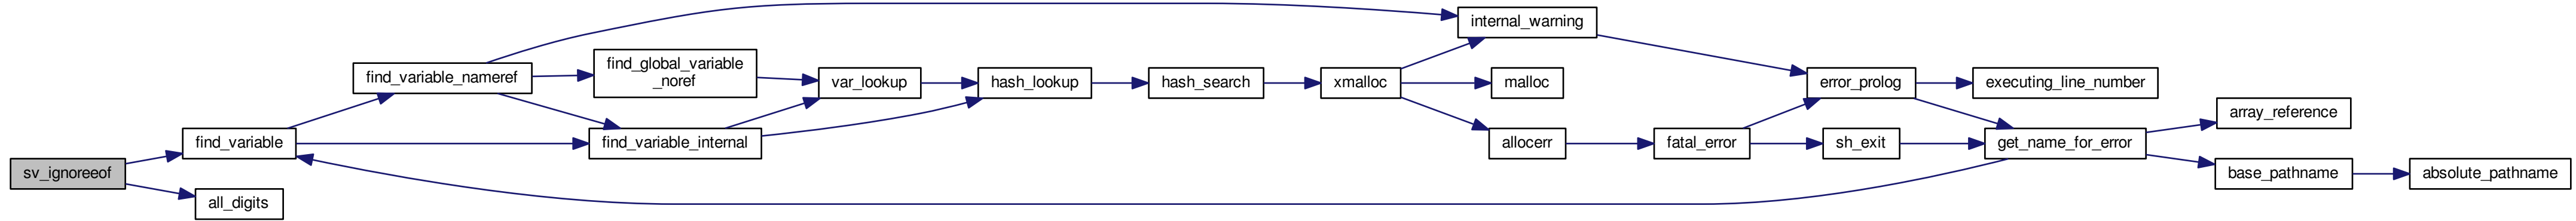 sv_ignoreeof
find_variable
all_digits
find_variable_nameref
find_global_variable
_noref
find_variable_internal
var_lookup
hash_lookup
hash_search
xmalloc
internal_warning
malloc
allocerr
fatal_error
error_prolog
sh_exit
executing_line_number
get_name_for_error
array_reference
base_pathname
absolute_pathname